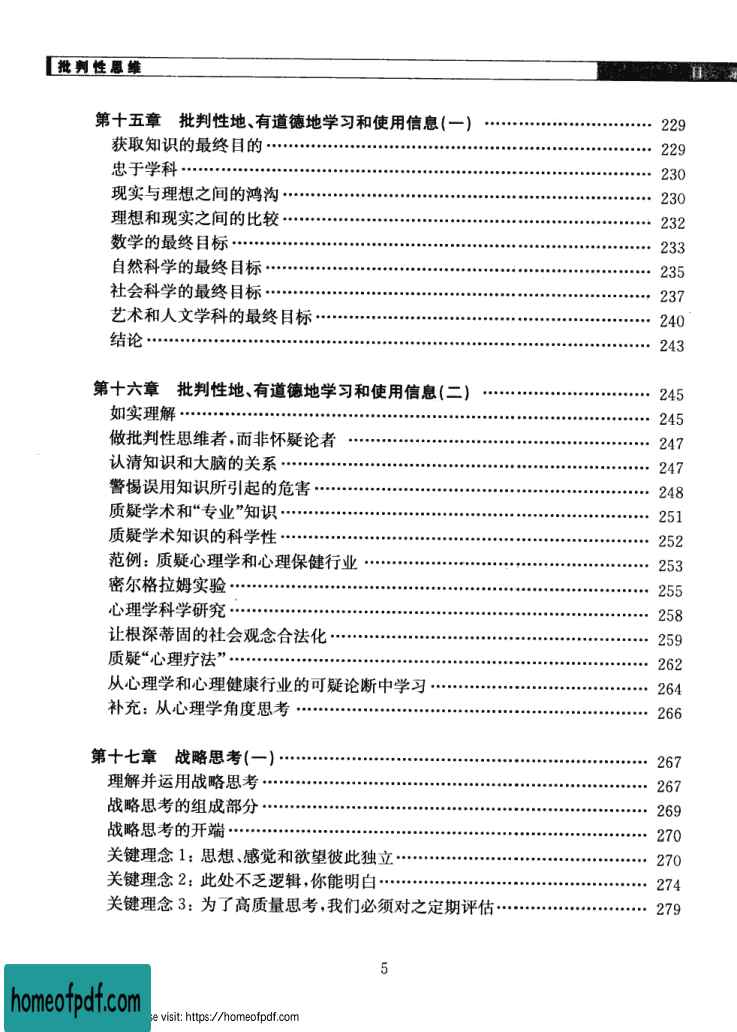 批判性思维
目 录
第十五章 批判性地、有道德地学习和使用信息(一) …………………………… 229
获取知识的最终目的 …………………………… 229
忠于学科 …………………………… 230
现实与理想之间的鸿沟 …………………………… 230
理想和现实之间的比较 …………………………… 232
数学的最终目标 …………………………… 233
自然科学的最终目标 …………………………… 235
社会科学的最终目标 …………………………… 237
艺术和人文学科的最终目标 …………………………… 240
结论 …………………………… 243
第十六章 批判性地、有道德地学习和使用信息(二) …………………………… 245
如实理解 …………………………… 245
做批判性思维者,而非怀疑论者 …………………………… 247
认清知识和大脑的关系 …………………………… 247
警惕误用知识所引起的危害 …………………………… 248
质疑学术和“专业”知识 …………………………… 251
质疑学术知识的科学性 …………………………… 252
范例: 质疑心理学和心理保健行业 …………………………… 253
密尔格拉姆实验 …………………………… 255
心理学科学研究 …………………………… 258
让根深蒂固的社会观念合法化 …………………………… 259
质疑“心理疗法” …………………………… 262
从心理学和心理健康行业的可疑论断中学习 …………………………… 264
补充: 从心理学角度思考 …………………………… 266
第十七章 战略思考(一) …………………………… 267
理解并运用战略思考 …………………………… 267
战略思考的组成部分 …………………………… 269
战略思考的开端 …………………………… 270
关键理念 1: 思想、感觉和欲望彼此独立 …………………………… 270
关键理念 2: 此处不乏逻辑,你能明白 …………………………… 274
关键理念 3: 为了高质量思考,我们必须对之定期评估 …………………………… 279
5
homeofpdf.com
se visit: https://homeofpdf.com